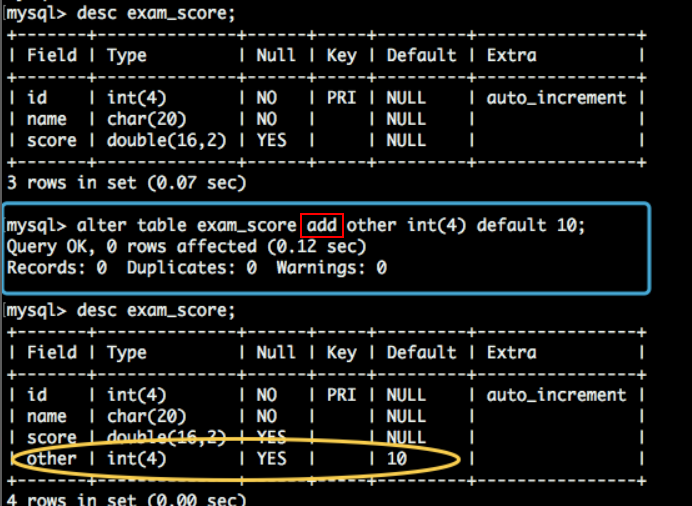 mysql> desc exam_score;
+-------+--------------+------+-----+---------+----------------+
| Field | Type         | Null | Key | Default | Extra          |
+-------+--------------+------+-----+---------+----------------+
| id    | int(4)       | NO   | PRI | NULL    | auto_increment |
| name  | char(20)     | NO   |     | NULL    |                |
| score | double(16,2) | YES  |     | NULL    |                |
+-------+--------------+------+-----+---------+----------------+
3 rows in set (0.07 sec)
mysql> alter table exam_score add other int(4) default 10;
Query OK, 0 rows affected (0.12 sec)
Records: 0  Duplicates: 0  Warnings: 0
mysql> desc exam_score;
+-------+--------------+------+-----+---------+----------------+
| Field | Type         | Null | Key | Default | Extra          |
+-------+--------------+------+-----+---------+----------------+
| id    | int(4)       | NO   | PRI | NULL    | auto_increment |
| name  | char(20)     | NO   |     | NULL    |                |
| score | double(16,2) | YES  |     | NULL    |                |
| other | int(4)       | YES  |     | 10      |                |
+-------+--------------+------+-----+---------+----------------+
4 rows in set (0.00 sec)